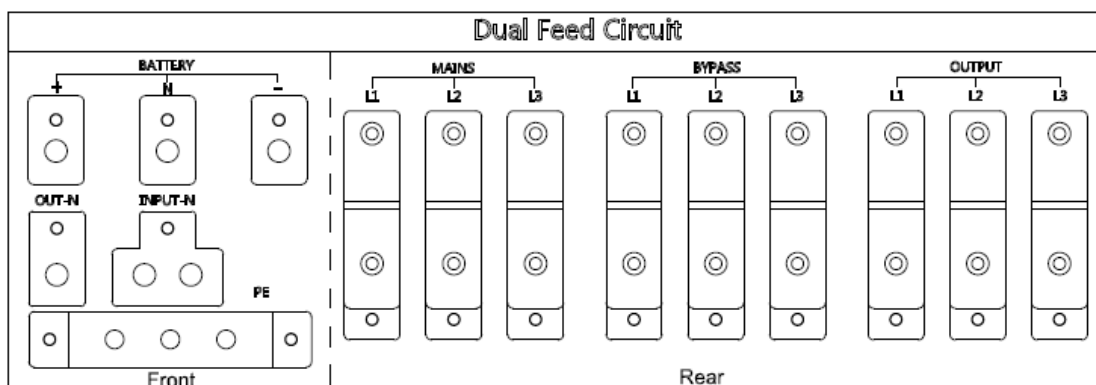 Dual Feed Circuit
BATTERY
+ N -
OUT-N INPUT-N
PE
Front
MAINS BYPASS OUTPUT
L1 L2 L3 L1 L2 L3 L1 L2 L3
Rear